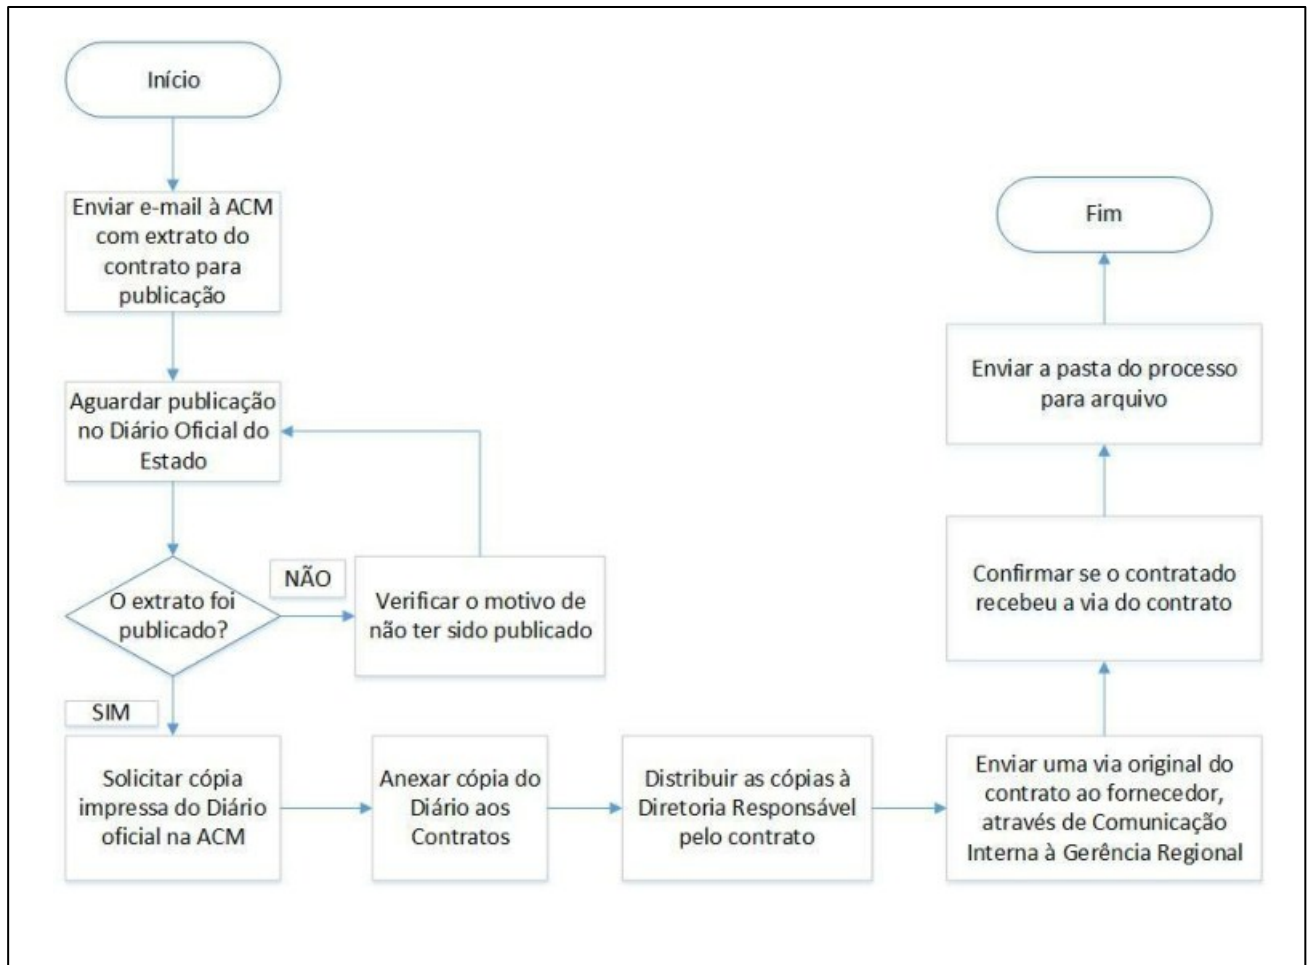 Início
Enviar e-mail à ACM
com extrato do
contrato para
publicação
Aguardar publicação
no Diário Oficial do
Estado
O extrato foi
publicado?
NÃO
Verificar o motivo de
não ter sido publicado
SIM
Solicitar cópia
impressa do Diário
oficial na ACM
Anexar cópia do
Diário aos
Contratos
Distribuir as cópias à
Diretoria Responsável
pelo contrato
Enviar uma via original do
contrato ao fornecedor,
através de Comunicação
Interna à Gerência Regional
Confirmar se o contratado
recebeu a via do contrato
Enviar a pasta do processo
para arquivo
Fim